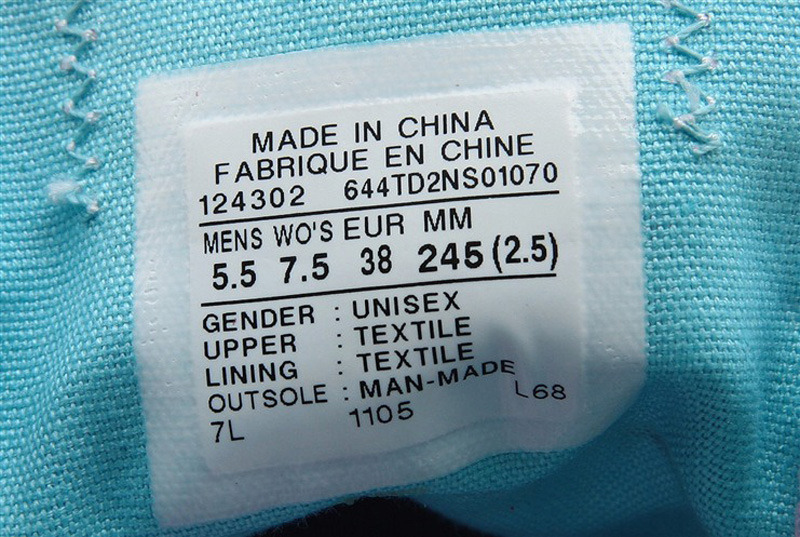 MADE IN CHINA
FABRIQUE EN CHINE
124302 644TD2NS01070
MENS WO'S EUR MM
5.5 7.5 38 245 (2.5)
GENDER : UNISEX
UPPER : TEXTILE
LINING : TEXTILE
OUTSOLE : MAN-MADE
7L 1105 L68